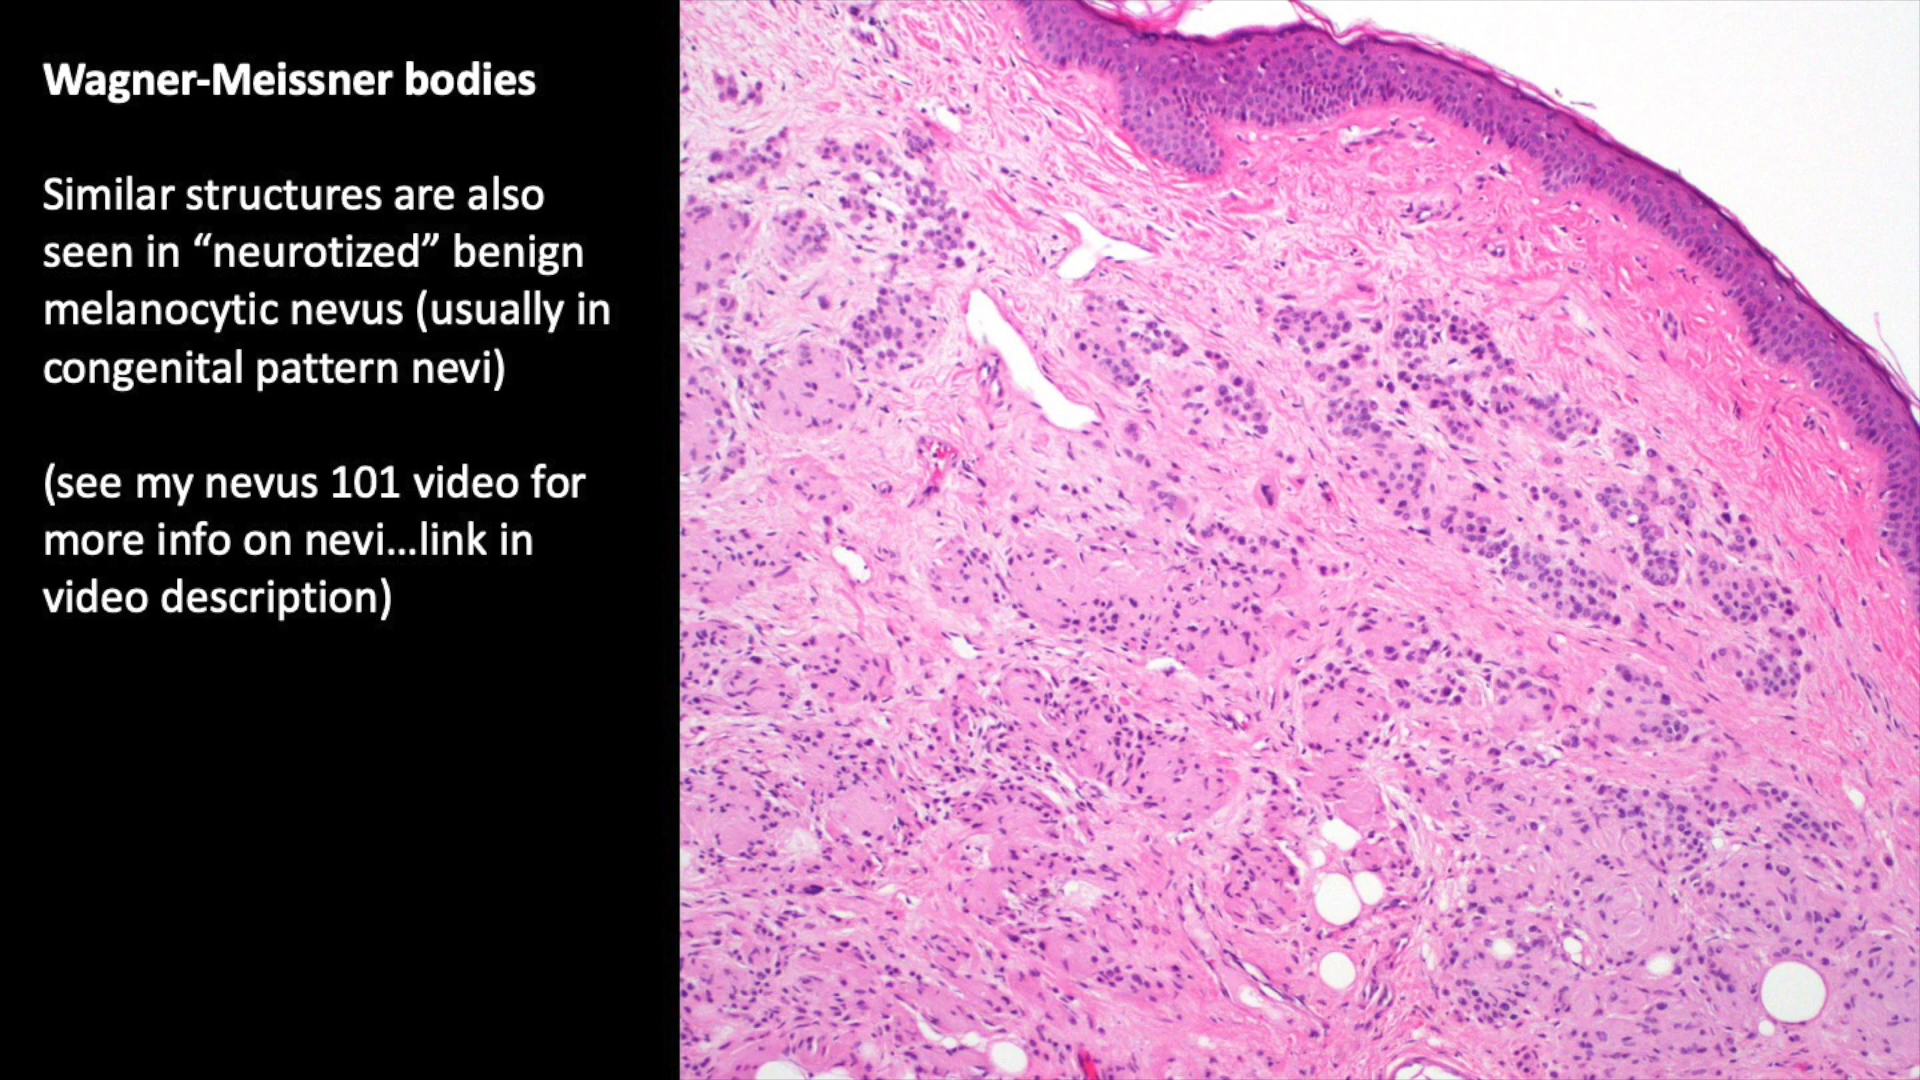 Wagner-Meissner bodies
Similar structures are also
seen in “neurotized” benign
melanocytic nevus (usually in
congenital pattern nevi)
(see my nevus 101 video for
more info on nevi...link in
video description)